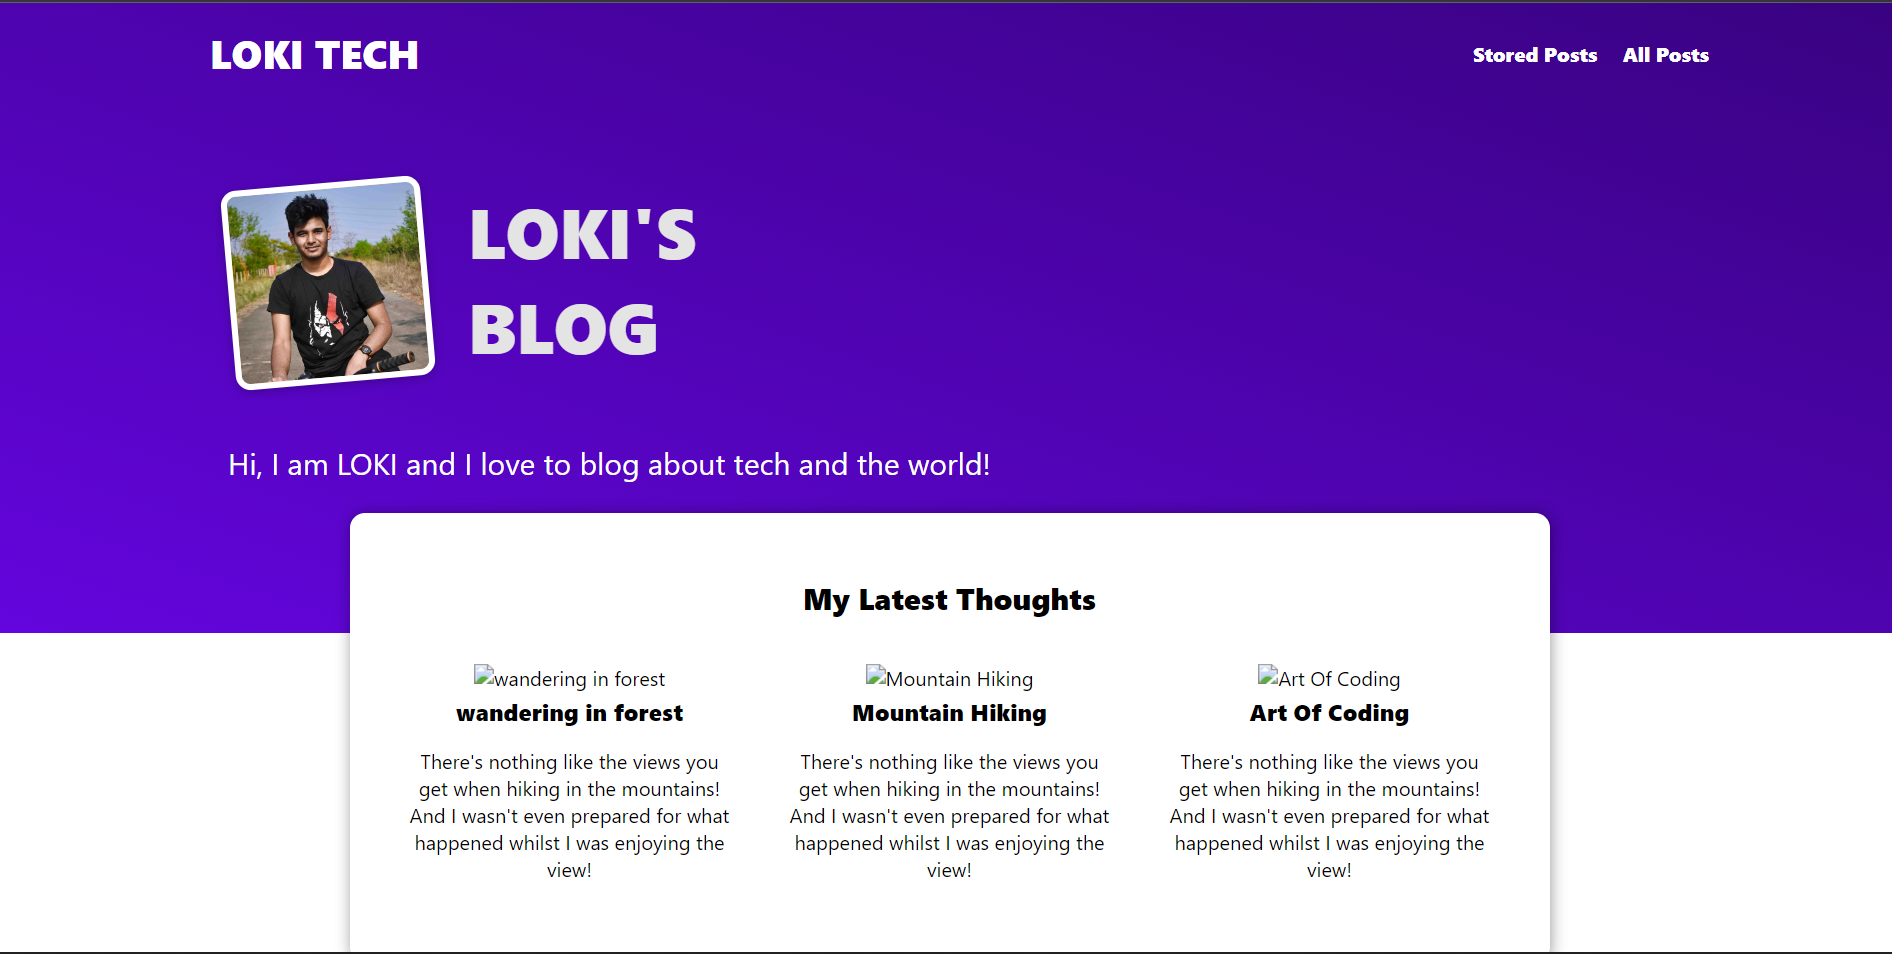 LOKI TECH
Stored Posts All Posts
LOKI'S
BLOG
Hi, I am LOKI and I love to blog about tech and the world!
My Latest Thoughts
wandering in forest
wandering in forest
There's nothing like the views you
get when hiking in the mountains!
And I wasn't even prepared for what
happened whilst I was enjoying the
view!
Mountain Hiking
Mountain Hiking
There's nothing like the views you
get when hiking in the mountains!
And I wasn't even prepared for what
happened whilst I was enjoying the
view!
Art Of Coding
Art Of Coding
There's nothing like the views you
get when hiking in the mountains!
And I wasn't even prepared for what
happened whilst I was enjoying the
view!